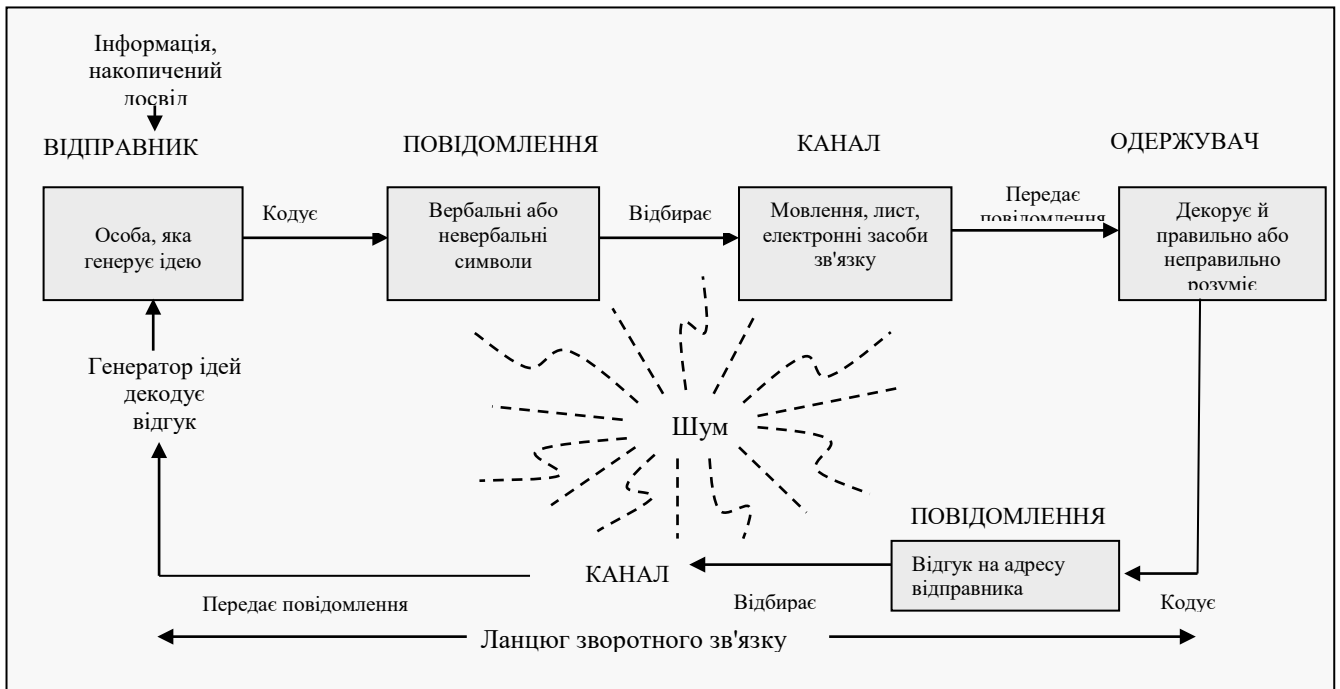 Інформація,
накопичений
досвід
ВІДПРАВНИК
ПОВІДОМЛЕННЯ
КАНАЛ
ОДЕРЖУВАЧ
Особа, яка
генерує ідею
Кодує
Вербальні або
невербальні
символи
Відбирає
Мовлення, лист,
електронні засоби
зв'язку
Передає
повідомлення
Декорує й
правильно або
неправильно
розуміє
Генератор ідей
декодує
відгук
Шум
ПОВІДОМЛЕННЯ
Відгук на адресу
відправника
КАНАЛ
Передає повідомлення
Відбирає
Кодує
Ланцюг зворотного зв'язку